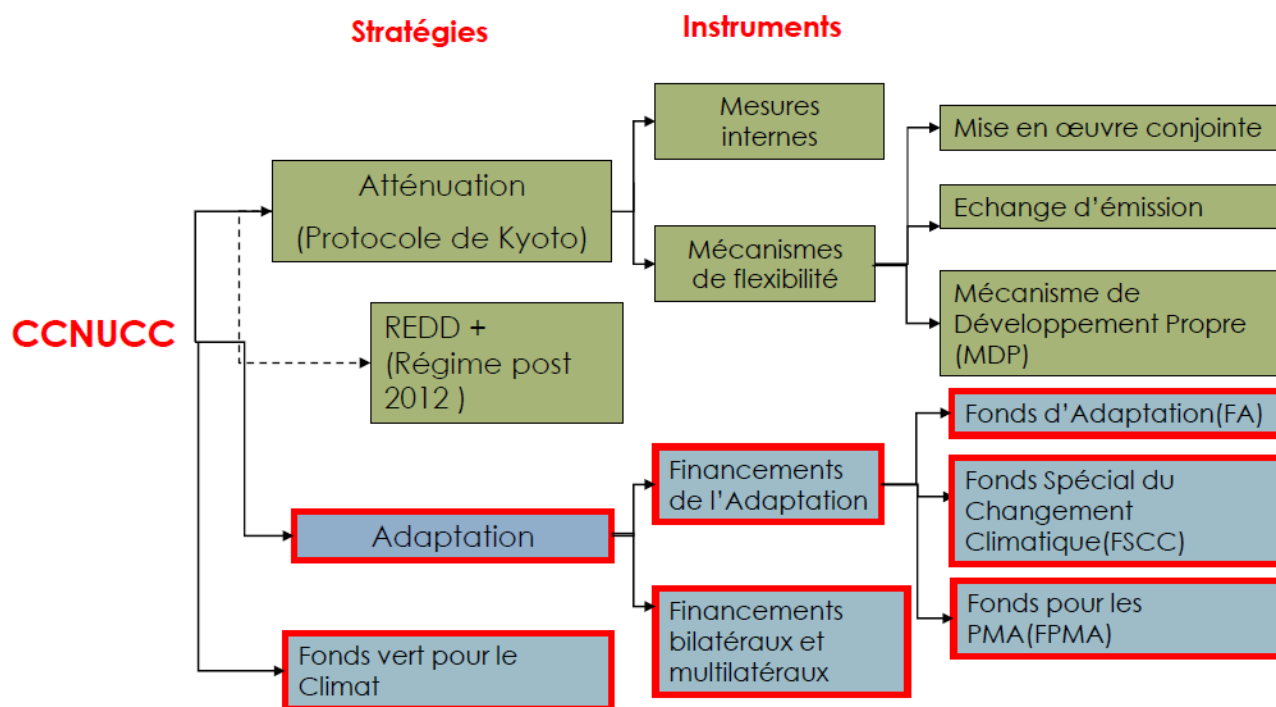 Stratégies
Instruments
Mesures
internes
Mise en œuvre conjointe
Atténuation
(Protocole de Kyoto)
Echange d’émission
Mécanismes
de flexibilité
Mécanisme de
Développement Propre
(MDP)
CCNUCC
REDD +
(Régime post
2012 )
Fonds d’Adaptation(FA)
Financements
de l’Adaptation
Fonds Spécial du
Changement
Climatique(FSCC)
Adaptation
Financements
bilatéraux et
multilatéraux
Fonds pour les
PMA(FPMA)
Fonds vert pour le
Climat